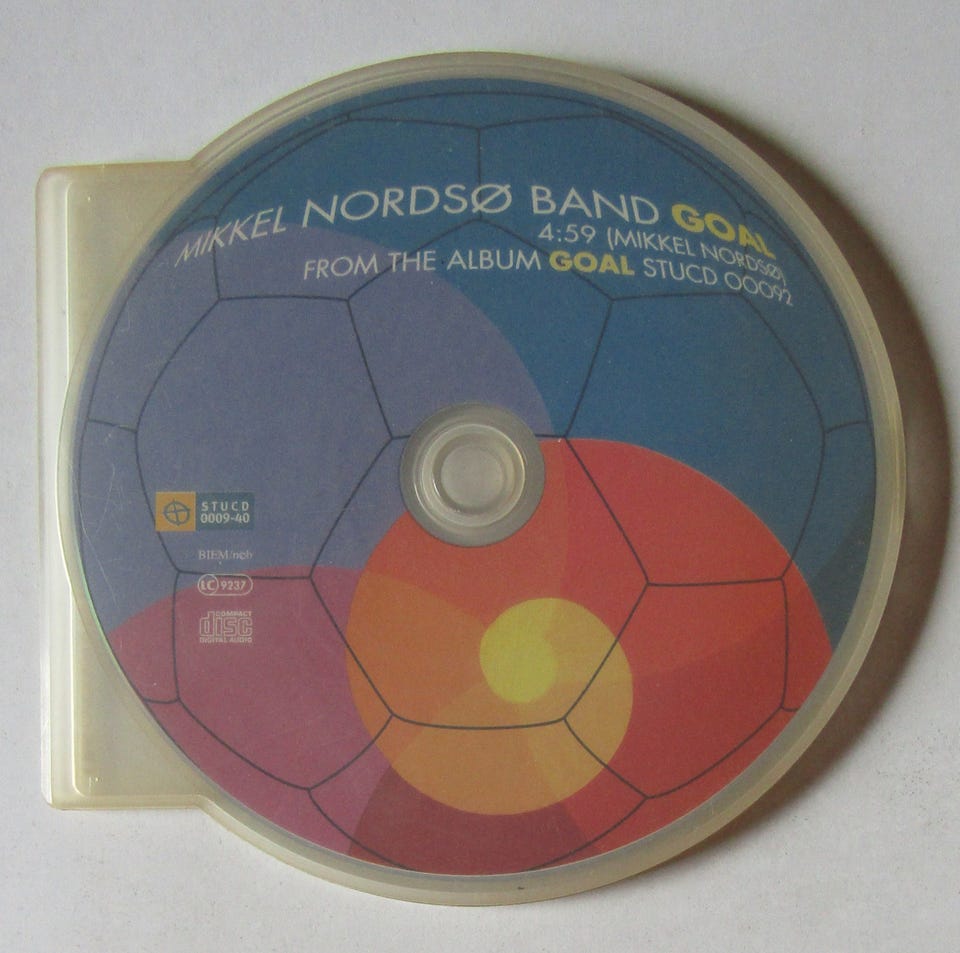 MIKKEL NORDSØ BAND GOAL
4:59 (MIKKEL NORDSØ)
FROM THE ALBUM GOAL STUCD 00092
STUCD
0009-40
BIEM/ncb
LC 9237
COMPACT
disc
DIGITAL AUDIO